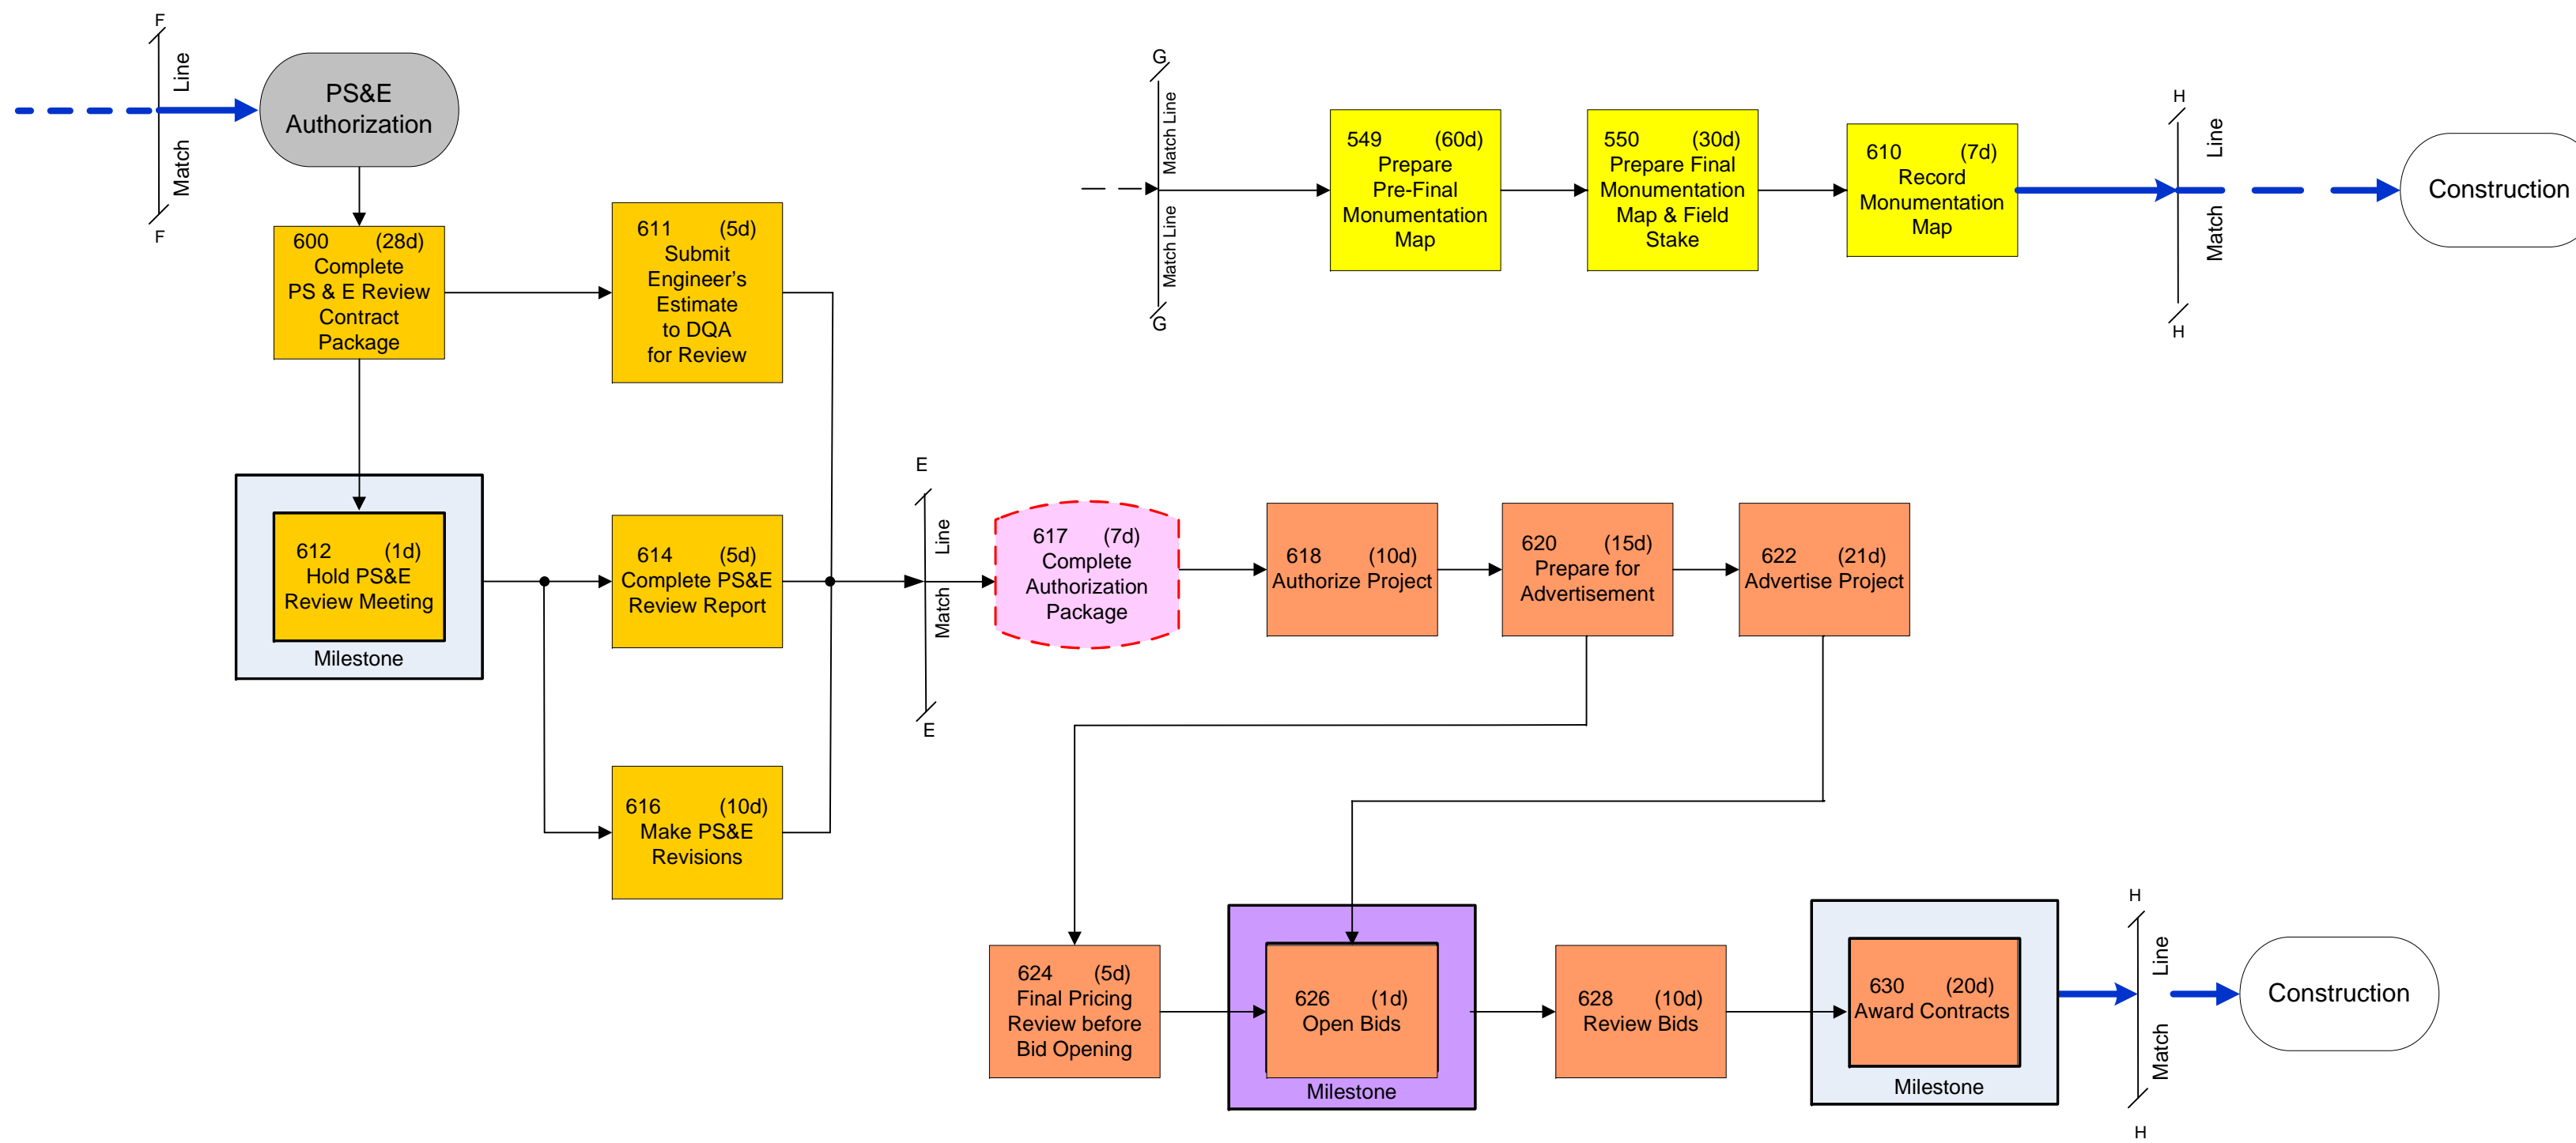 F
Line
Match
F
PS&E
Authorization
G
Match Line
Match Line
G
549 (60d)
Prepare
Pre-Final
Monumentation
Map
550 (30d)
Prepare Final
Monumentation
Map & Field
Stake
610 (7d)
Record
Monumentation
Map
H
Line
Match
H
Construction
600 (28d)
Complete
PS & E Review
Contract
Package
611 (5d)
Submit
Engineer’s
Estimate
to DQA
for Review
612 (1d)
Hold PS&E
Review Meeting
Milestone
614 (5d)
Complete PS&E
Review Report
616 (10d)
Make PS&E
Revisions
E
Line
Match
E
617 (7d)
Complete
Authorization
Package
618 (10d)
Authorize Project
620 (15d)
Prepare for
Advertisement
622 (21d)
Advertise Project
624 (5d)
Final Pricing
Review before
Bid Opening
626 (1d)
Open Bids
Milestone
628 (10d)
Review Bids
630 (20d)
Award Contracts
Milestone
H
Line
Match
H
Construction